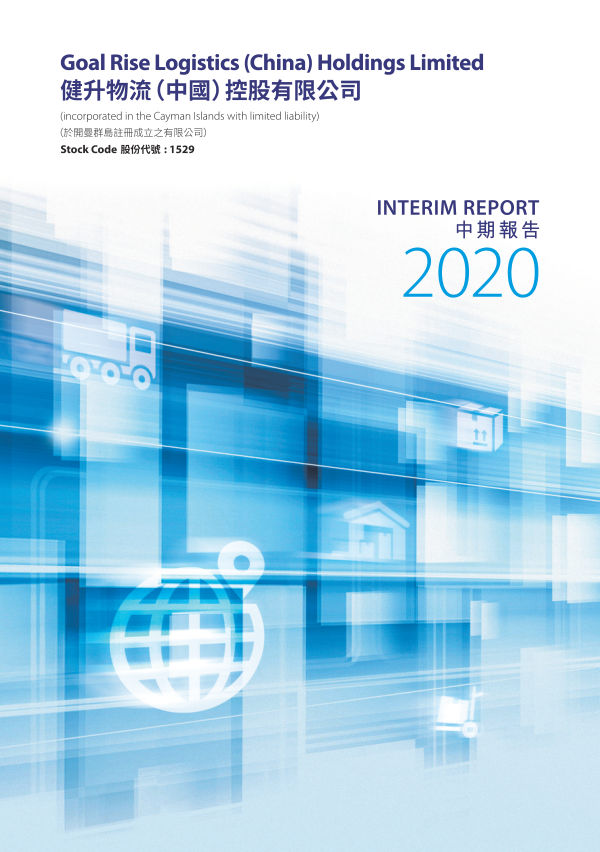 Goal Rise Logistics (China) Holdings Limited
健升物流（中國）控股有限公司
(incorporated in the Cayman Islands with limited liability)
（於開曼群島註冊成立之有限公司）
Stock Code 股份代號 : 1529
INTERIM REPORT
中期報告
2020